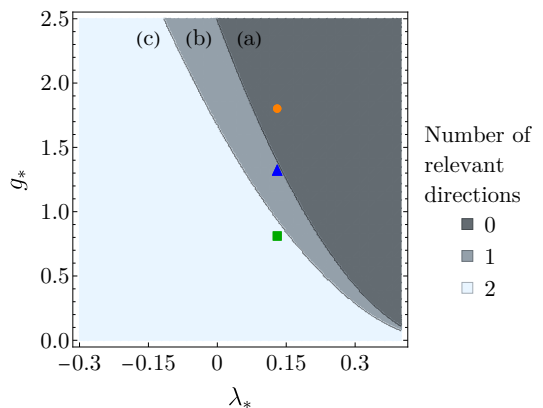 2.5
(c) (b) (a)
2.0
1.5
1.0
0.5
0.0
g*
−0.3 −0.15 0 0.15 0.3
λ*
Number of
relevant
directions
0
1
2